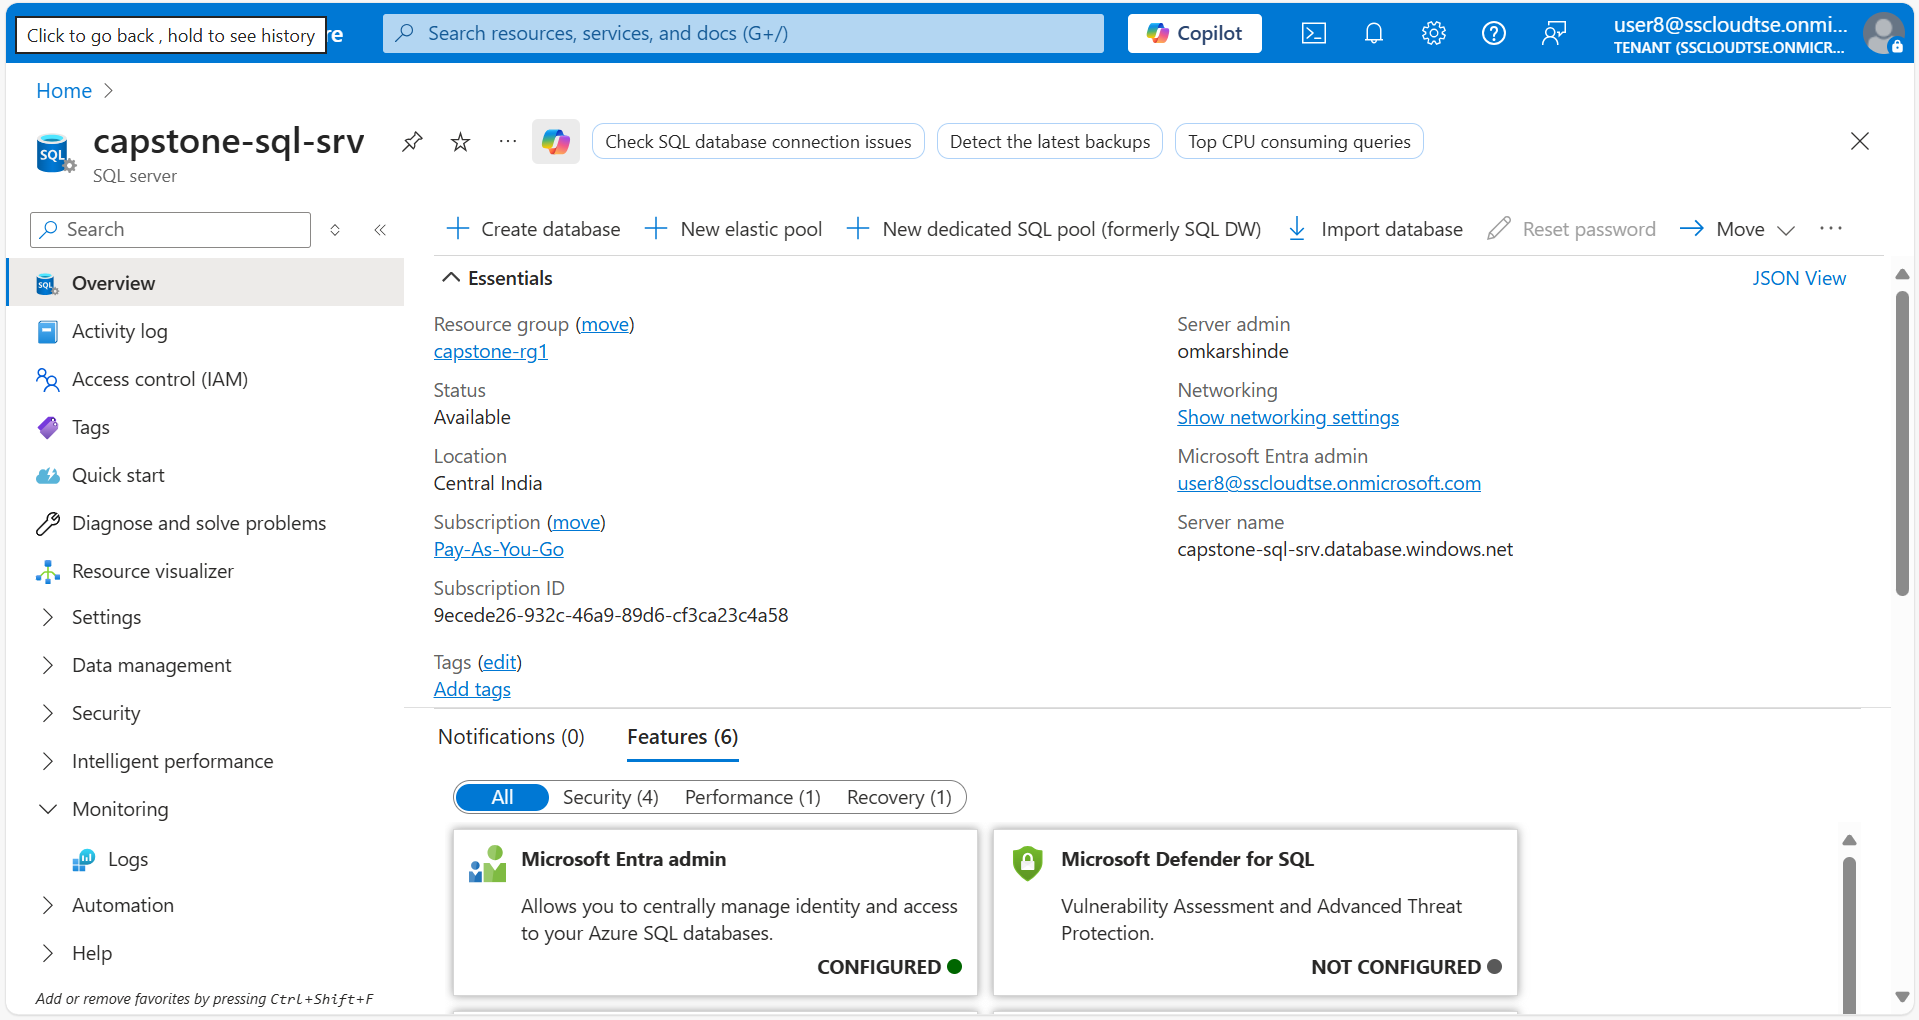 Click to go back , hold to see history
re
Search resources, services, and docs (G+/)
Copilot
user8@sscloudtse.onmi...
TENANT (SSCLOUDTSE.ONMICR...
Home
capstone-sql-srv
SQL server
Check SQL database connection issues
Detect the latest backups
Top CPU consuming queries
Search
Create database
New elastic pool
New dedicated SQL pool (formerly SQL DW)
Import database
Reset password
Move
Overview
Activity log
Access control (IAM)
Tags
Quick start
Diagnose and solve problems
Resource visualizer
Settings
Data management
Security
Intelligent performance
Monitoring
Logs
Automation
Help
Add or remove favorites by pressing Ctrl+Shift+F
Essentials
JSON View
Resource group (move)
capstone-rg1
Status
Available
Location
Central India
Subscription (move)
Pay-As-You-Go
Subscription ID
9ecede26-932c-46a9-89d6-cf3ca23c4a58
Tags (edit)
Add tags
Server admin
omkarshinde
Networking
Show networking settings
Microsoft Entra admin
user8@sscloudtse.onmicrosoft.com
Server name
capstone-sql-srv.database.windows.net
Notifications (0)
Features (6)
All
Security (4)
Performance (1)
Recovery (1)
Microsoft Entra admin
Allows you to centrally manage identity and access
to your Azure SQL databases.
CONFIGURED
Microsoft Defender for SQL
Vulnerability Assessment and Advanced Threat
Protection.
NOT CONFIGURED